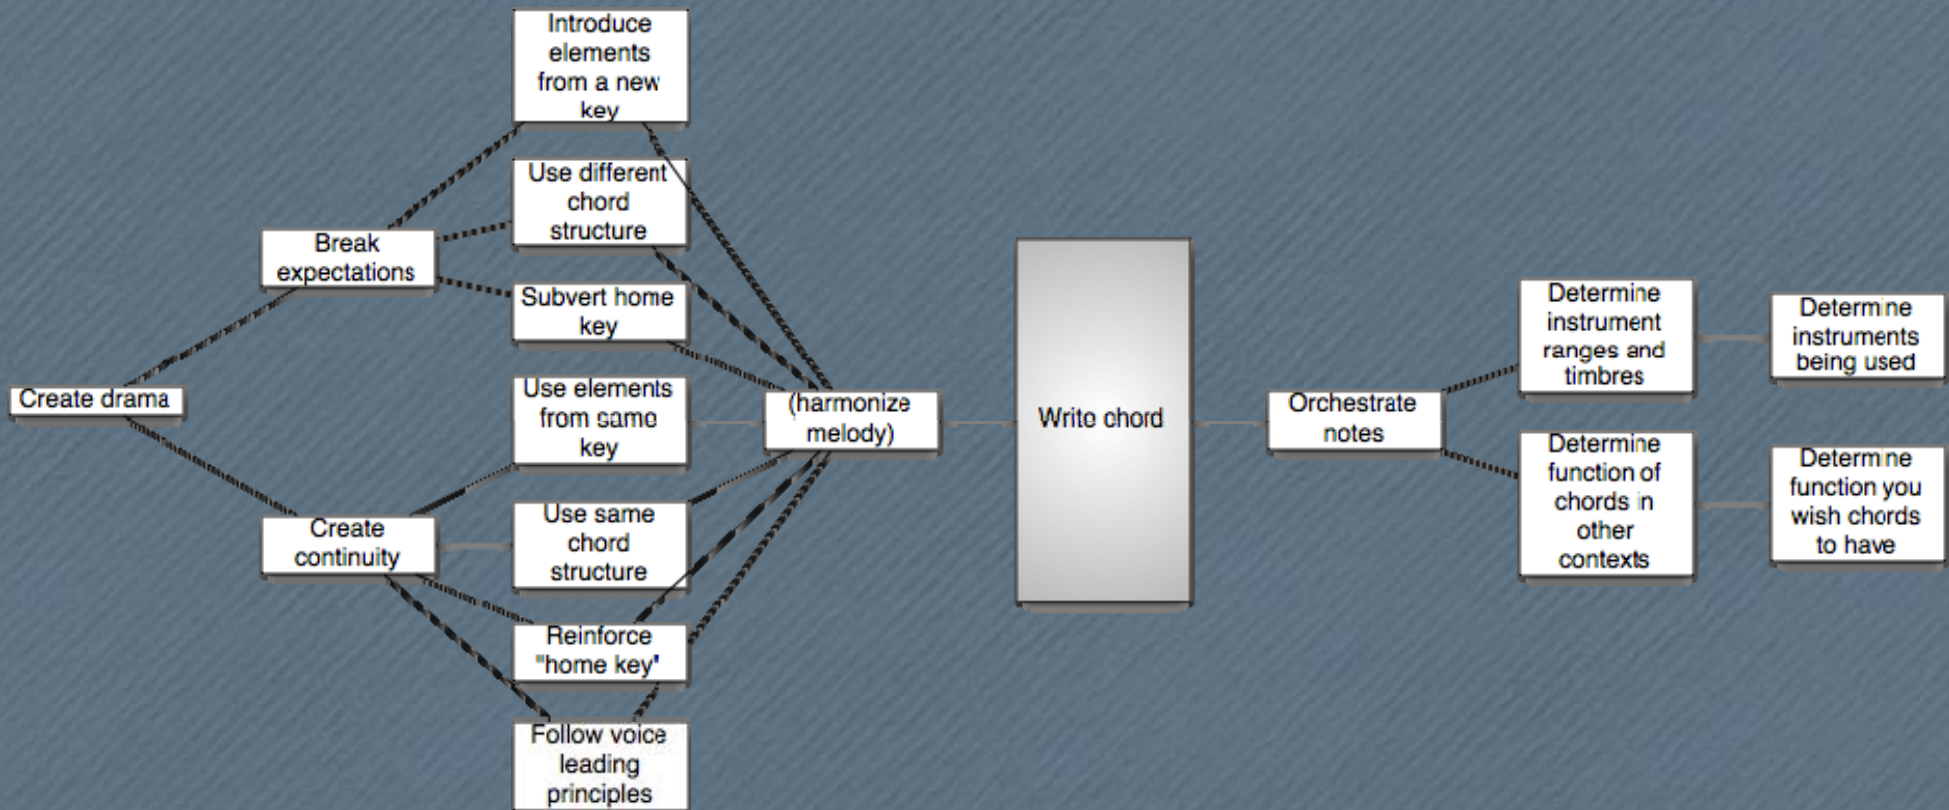 Introduce
elements
from a new
key
Use different
chord
structure
Break
expectations
Subvert home
key
Create drama
Use elements
from same
key
(harmonize
melody)
Write chord
Orchestrate
notes
Determine
instrument
ranges and
timbres
Determine
instruments
being used
Create
continuity
Use same
chord
structure
Determine
function of
chords in
other
contexts
Determine
function you
wish chords
to have
Reinforce
"home key"
Follow voice
leading
principles